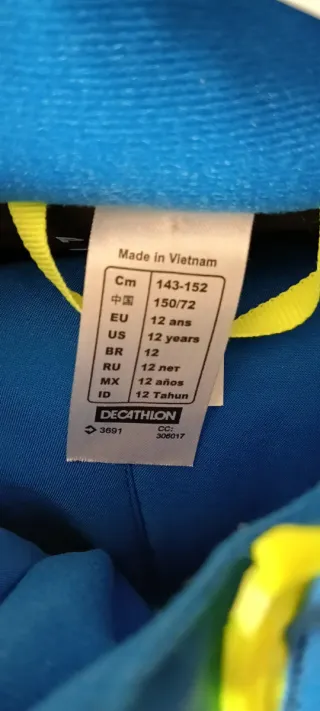 Made in Vietnam
Cm 143-152
中国 150/72
EU 12 ans
US 12 years
BR 12
RU 12 лет
MX 12 años
ID 12 Tahun
DECATHLON
3691 CC:
306017